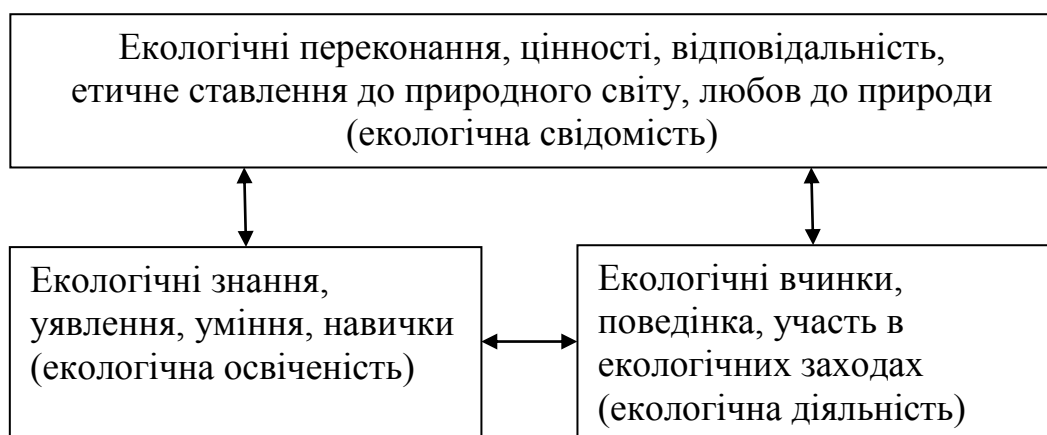 Екологічні переконання, цінності, відповідальність,
етичне ставлення до природного світу, любов до природи
(екологічна свідомість)
Екологічні знання,
уявлення, уміння, навички
(екологічна освіченість)
Екологічні вчинки,
поведінка, участь в
екологічних заходах
(екологічна діяльність)